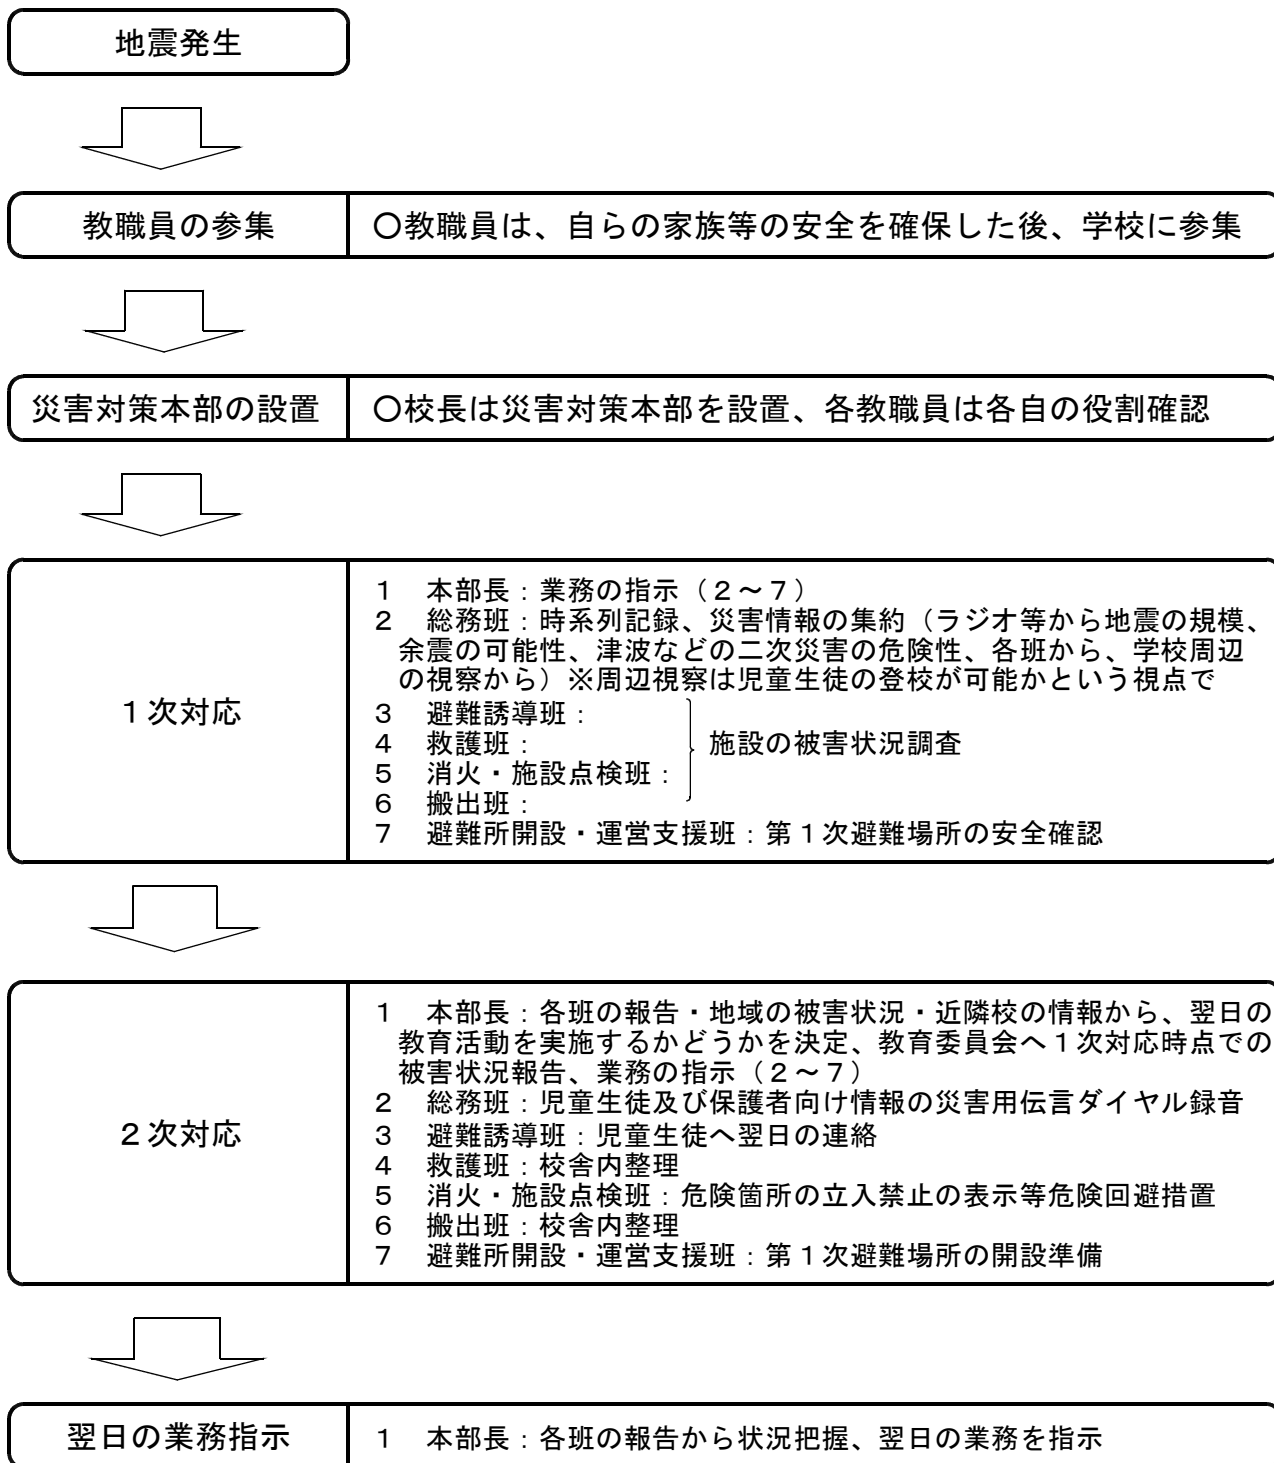 地震発生
教職員の参集
〇教職員は、自らの家族等の安全を確保した後、学校に参集
災害対策本部の設置
〇校長は災害対策本部を設置、各教職員は各自の役割確認
１次対応
１　本部長：業務の指示（２～７）
２　総務班：時系列記録、災害情報の集約（ラジオ等から地震の規模、
余震の可能性、津波などの二次災害の危険性、各班から、学校周辺
の視察から）※周辺視察は児童生徒の登校が可能かという視点で
３　避難誘導班：
４　救護班：
施設の被害状況調査
５　消火・施設点検班：
６　搬出班：
７　避難所開設・運営支援班：第１次避難場所の安全確認
２次対応
１　本部長：各班の報告・地域の被害状況・近隣校の情報から、翌日の
教育活動を実施するかどうかを決定、教育委員会へ１次対応時点での
被害状況報告、業務の指示（２～７）
２　総務班：児童生徒及び保護者向け情報の災害用伝言ダイヤル録音
３　避難誘導班：児童生徒へ翌日の連絡
４　救護班：校舎内整理
５　消火・施設点検班：危険箇所の立入禁止の表示等危険回避措置
６　搬出班：校舎内整理
７　避難所開設・運営支援班：第１次避難場所の開設準備
翌日の業務指示
１　本部長：各班の報告から状況把握、翌日の業務を指示